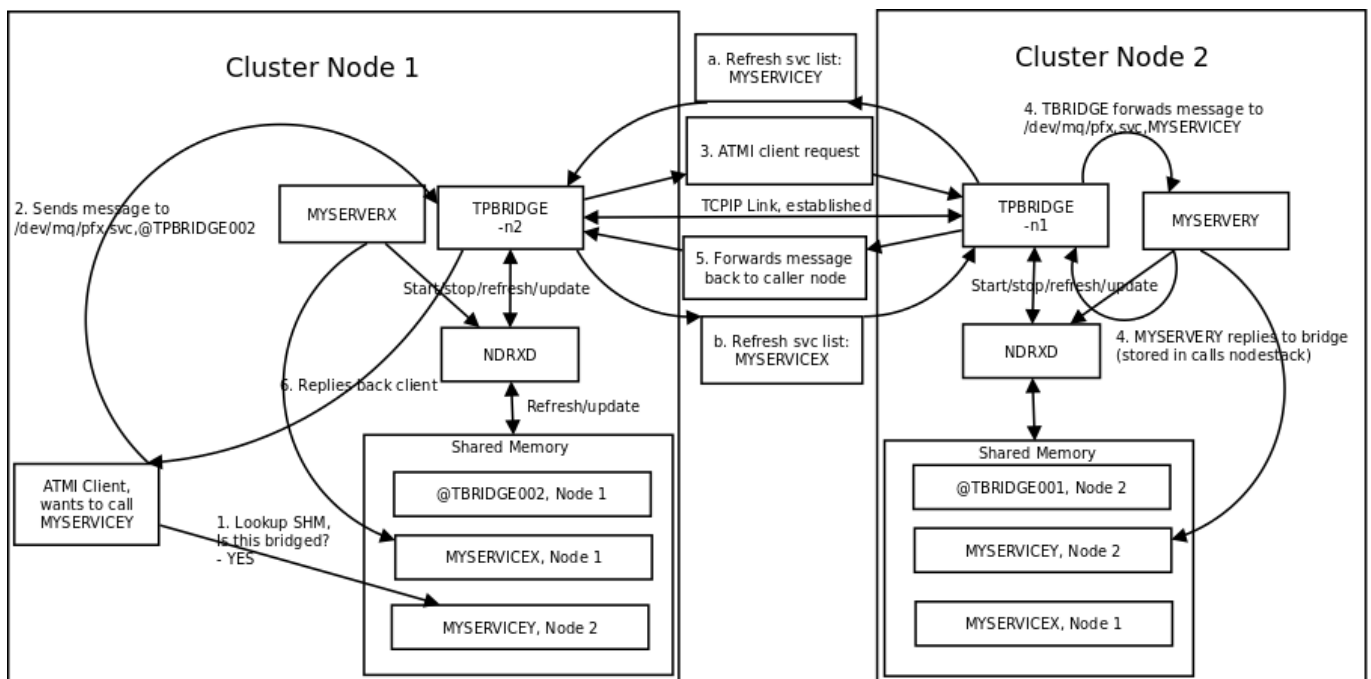 Cluster Node 1
a. Refresh svc list:
MYSERVICEY
Cluster Node 2
4. TBRIDGE forwads message to
/dev/mq/pfx,svc,MYSERVICEY
3. ATMI client request
2. Sends message to
/dev/mq/pfx,svc,@TPBRIDGE002
MYSERVERX
TPBRIDGE
-n2
TCPIP Link, established
TPBRIDGE
-n1
MYSERVERY
5. Forwards message
back to caller node
Start/stop/refresh/update
Start/stop/refresh/update
NDRXD
b. Refresh svc list:
MYSERVICEX
NDRXD
4. MYSERVERY replies to bridge
(stored in calls nodestack)
6. Replies back client
Refresh/update
Shared Memory
@TBRIDGE002, Node 1
MYSERVICEX, Node 1
MYSERVICEY, Node 2
ATMI Client,
wants to call
MYSERVICEY
1. Lookup SHM,
Is this bridged?
- YES
Shared Memory
@TBRIDGE001, Node 2
MYSERVICEY, Node 2
MYSERVICEX, Node 1